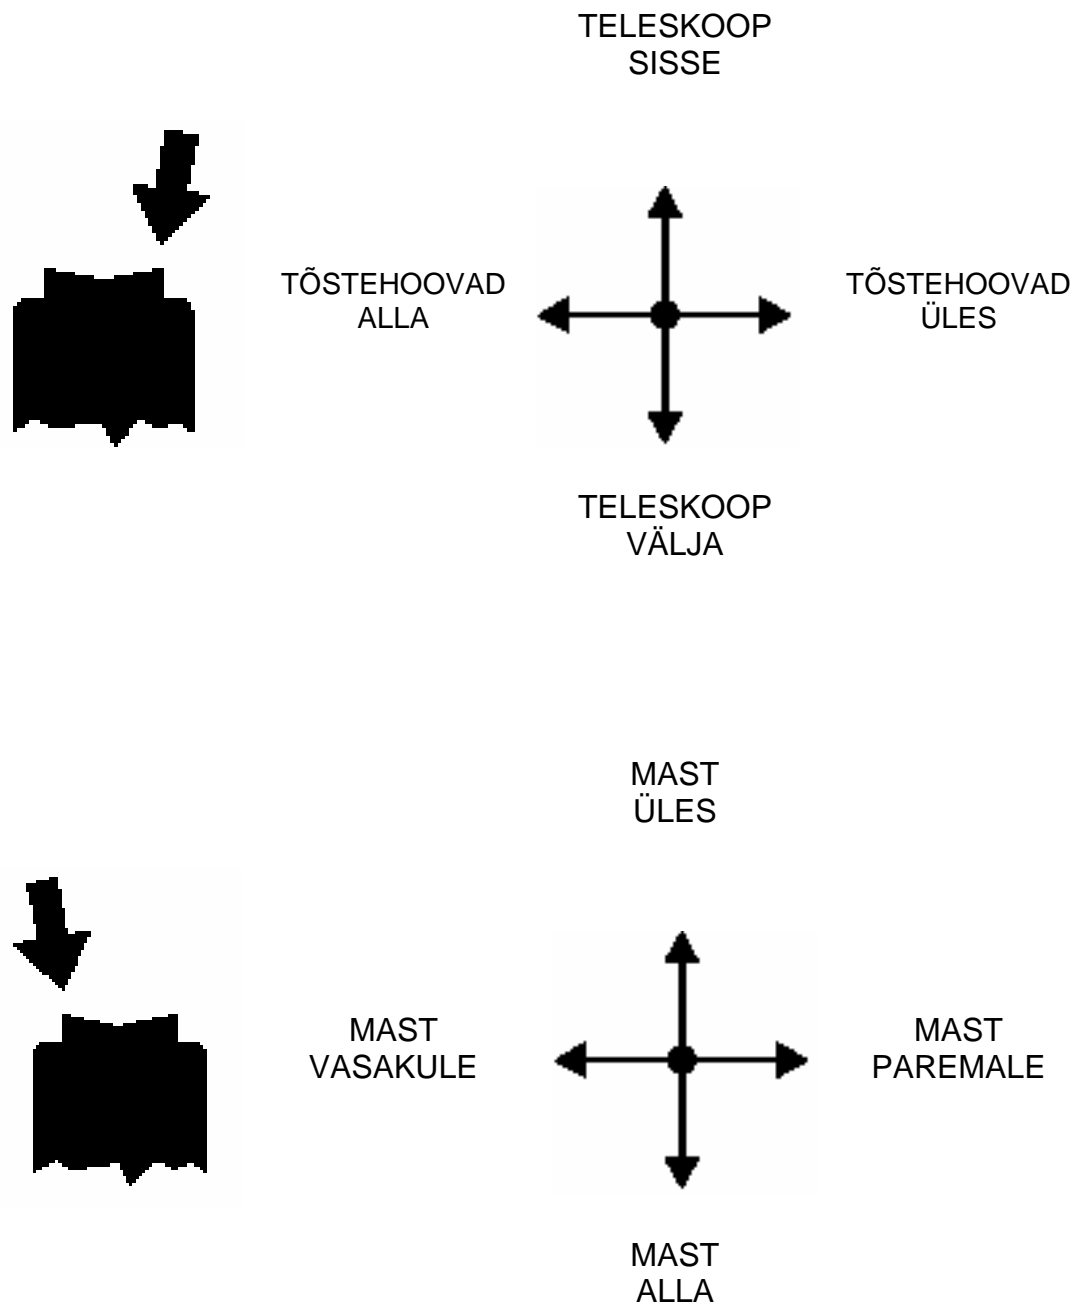 TELESKOOP
SISSE
TÕSTEHOOVAD
ALLA
TÕSTEHOOVAD
ÜLES
TELESKOOP
VÄLJA
MAST
ÜLES
MAST
VASAKULE
MAST
PAREMALE
MAST
ALLA